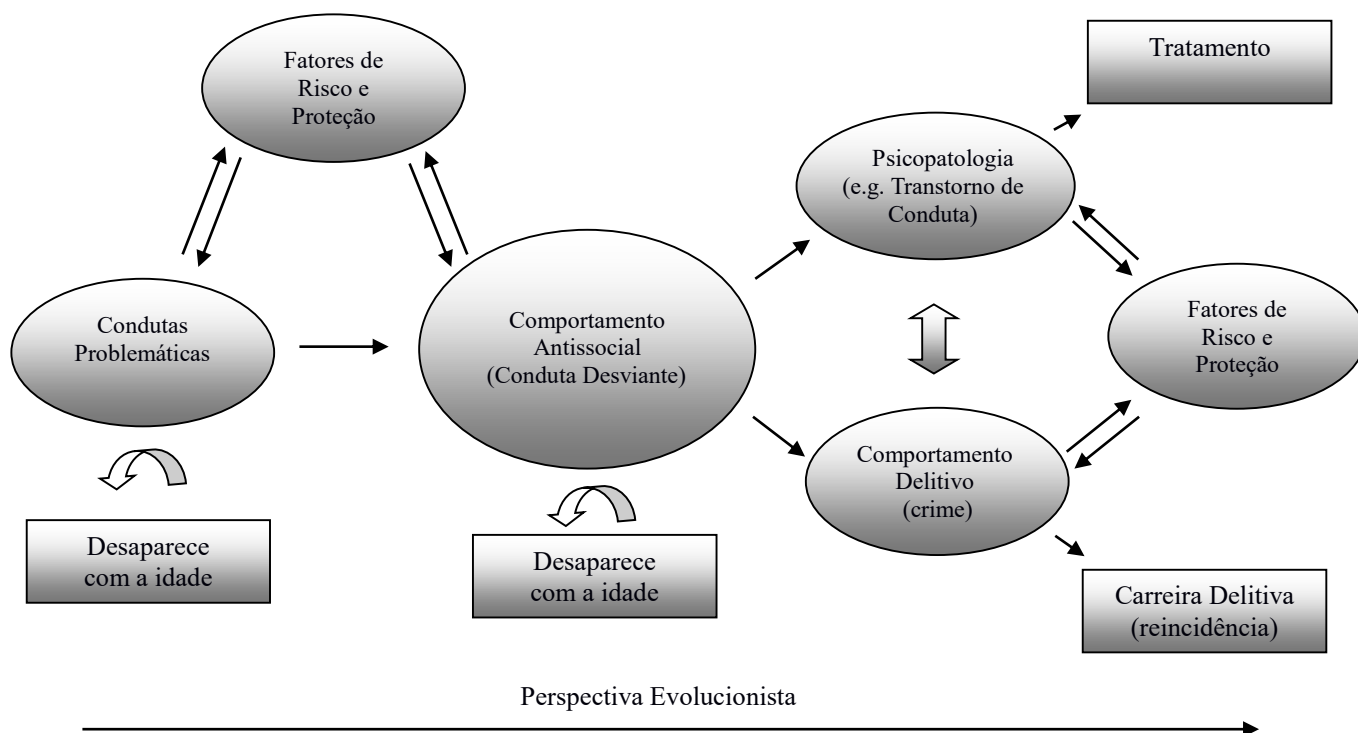 Fatores de
Risco e
Proteção
Tratamento
Psicopatologia
(e.g. Transtorno de
Conduta)
Condutas
Problemáticas
Comportamento
Antissocial
(Conduta Desviante)
Fatores de
Risco e
Proteção
Comportamento
Delitivo
(crime)
Desaparece
com a idade
Desaparece
com a idade
Carreira Delitiva
(reincidência)
Perspectiva Evolucionista